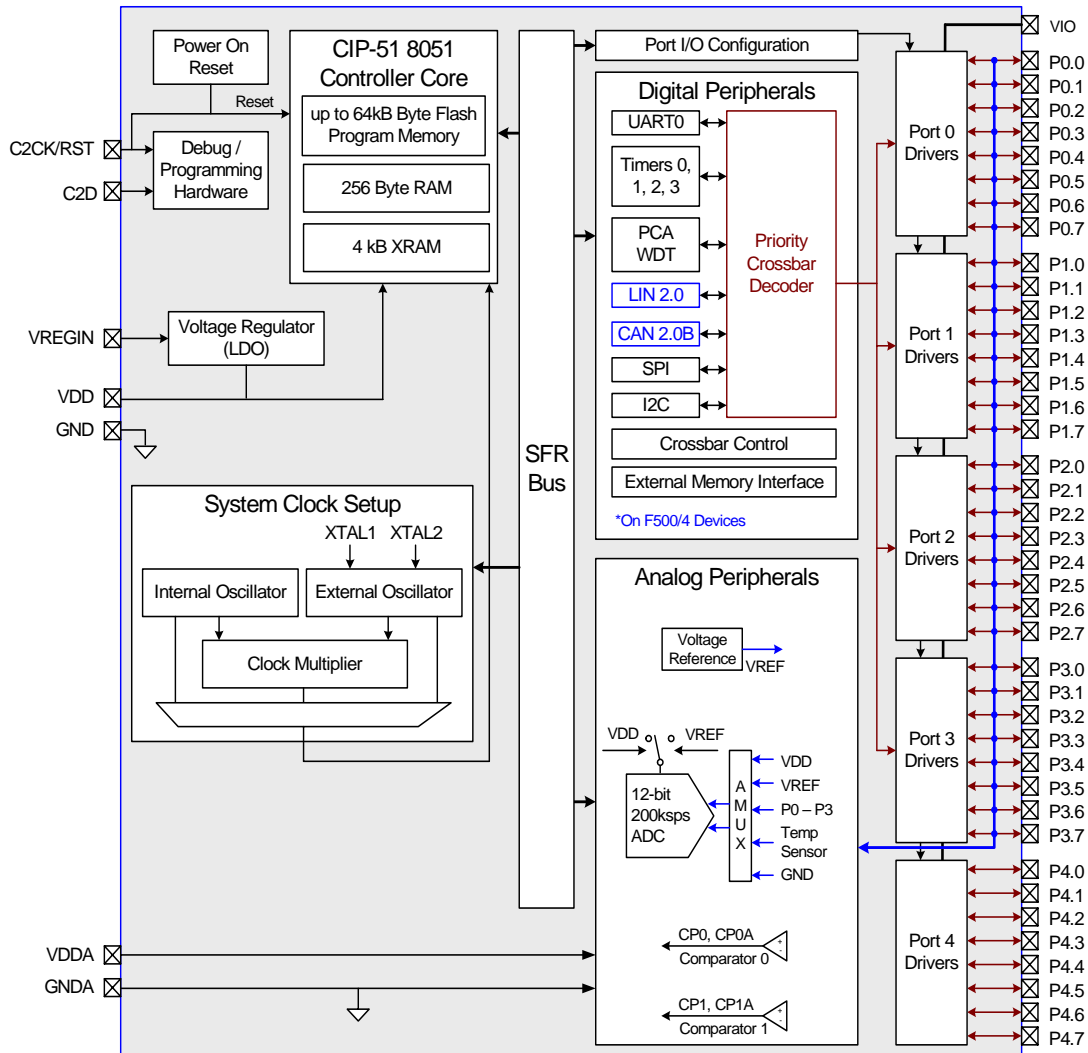 Power On
Reset
Reset
C2CK/RST
Debug /
Programming
Hardware
C2D
CIP-51 8051
Controller Core
up to 64kB Byte Flash
Program Memory
256 Byte RAM
4 kB XRAM
VREGIN
Voltage Regulator
(LDO)
VDD
GND
System Clock Setup
XTAL1
XTAL2
Internal Oscillator
External Oscillator
Clock Multiplier
VDDA
GNDA
SFR
Bus
Port I/O Configuration
Digital Peripherals
UART0
Timers 0,
1, 2, 3
PCA
WDT
LIN 2.0
CAN 2.0B
SPI
I2C
Priority
Crossbar
Decoder
Crossbar Control
External Memory Interface
*On F500/4 Devices
Analog Peripherals
Voltage
Reference
VREF
VDD
VREF
12-bit
200ksps
ADC
A
M
U
X
VDD
VREF
P0 – P3
Temp
Sensor
GND
CP0, CP0A
Comparator 0
+
-
CP1, CP1A
Comparator 1
+
-
Port 0
Drivers
Port 1
Drivers
Port 2
Drivers
Port 3
Drivers
Port 4
Drivers
VIO
P0.0
P0.1
P0.2
P0.3
P0.4
P0.5
P0.6
P0.7
P1.0
P1.1
P1.2
P1.3
P1.4
P1.5
P1.6
P1.7
P2.0
P2.1
P2.2
P2.3
P2.4
P2.5
P2.6
P2.7
P3.0
P3.1
P3.2
P3.3
P3.4
P3.5
P3.6
P3.7
P4.0
P4.1
P4.2
P4.3
P4.4
P4.5
P4.6
P4.7